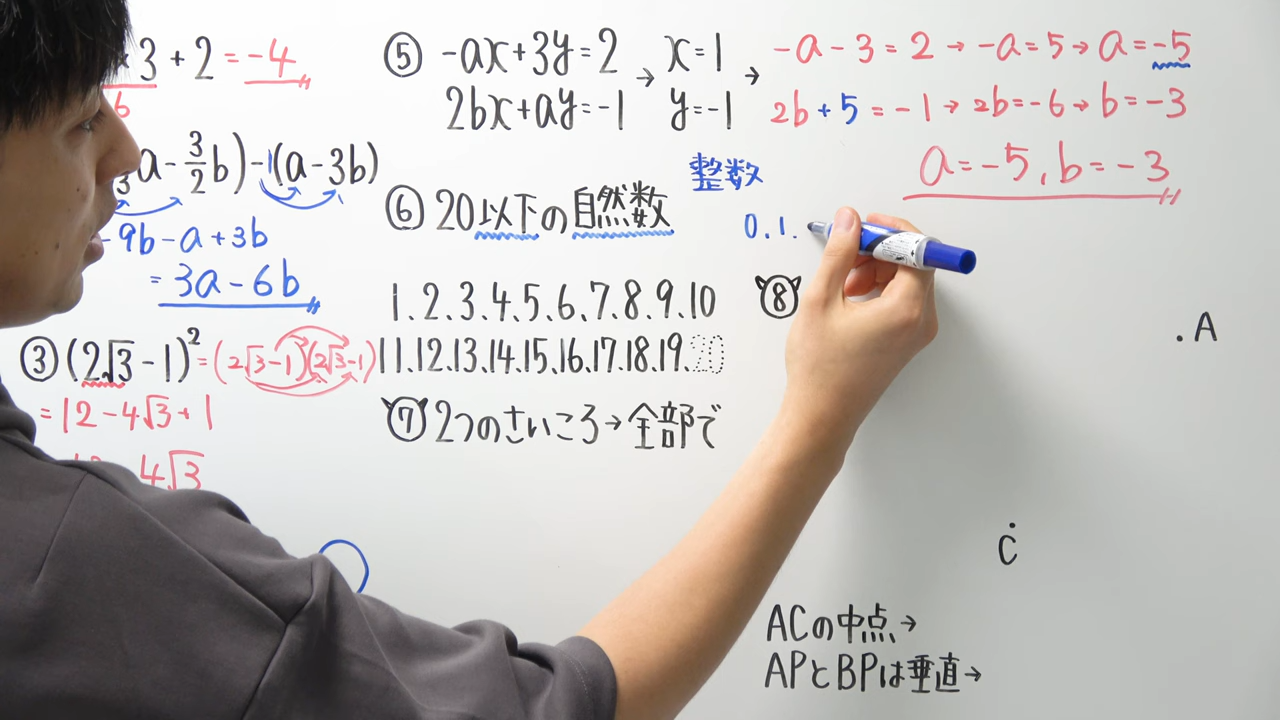 ×3+2=-4
6
3a-3/2b)-1(a-3b)
-9b-a+3b
=3a-6b
③(2√3-1)²=(2√3-1)(2√3-1)
=12-4√3+1
4√3
⑤-ax+3y=2→x=1→-a-3=2→-a=5→a=-5
2bx+ay=-1 y=-1 2b+5=-1→2b=-6→b=-3
a=-5,b=-3
整数
⑥20以下の自然数
0.1.
1.2.3.4.5.6.7.8.9.10
11.12.13.14.15.16.17.18.19.20
⑦2つのさいころ→全部で
⑧
.A
C
ACの中点→
APとBPは垂直→